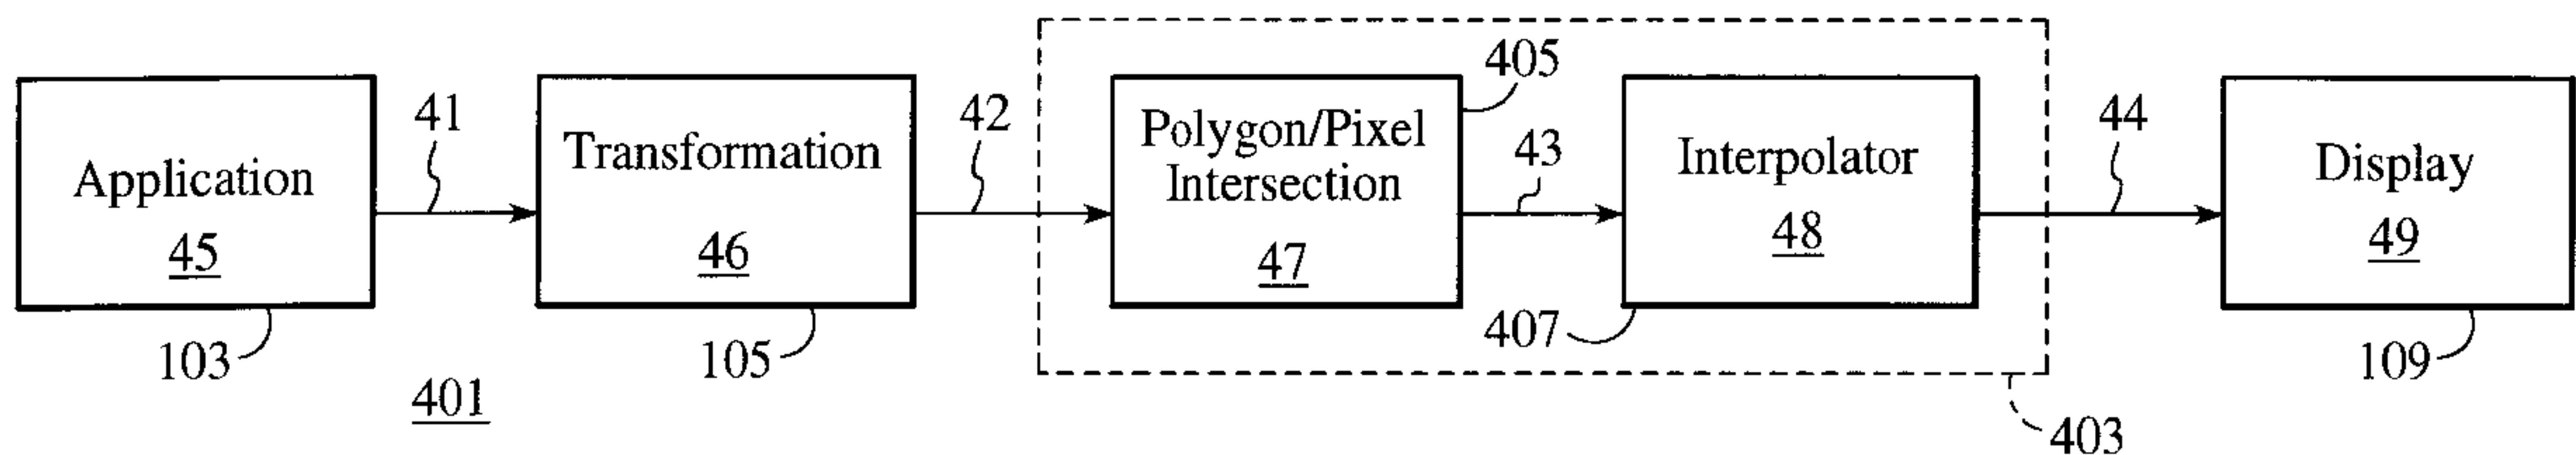 Application
45
103
41
Transformation
46
105
42
Polygon/Pixel
Intersection
47
405
43
Interpolator
48
407
44
Display
49
109
403
401